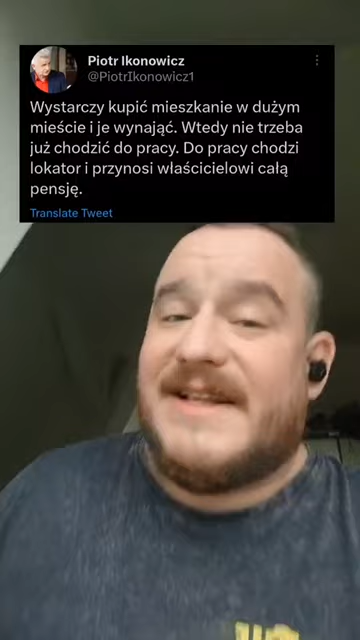 Piotr Ikonowicz
@PiotrIkonowicz1
Wystarczy kupić mieszkanie w dużym
mieście i je wynająć. Wtedy nie trzeba
już chodzić do pracy. Do pracy chodzi
lokator i przynosi właścicielowi całą
pensję.
Translate Tweet